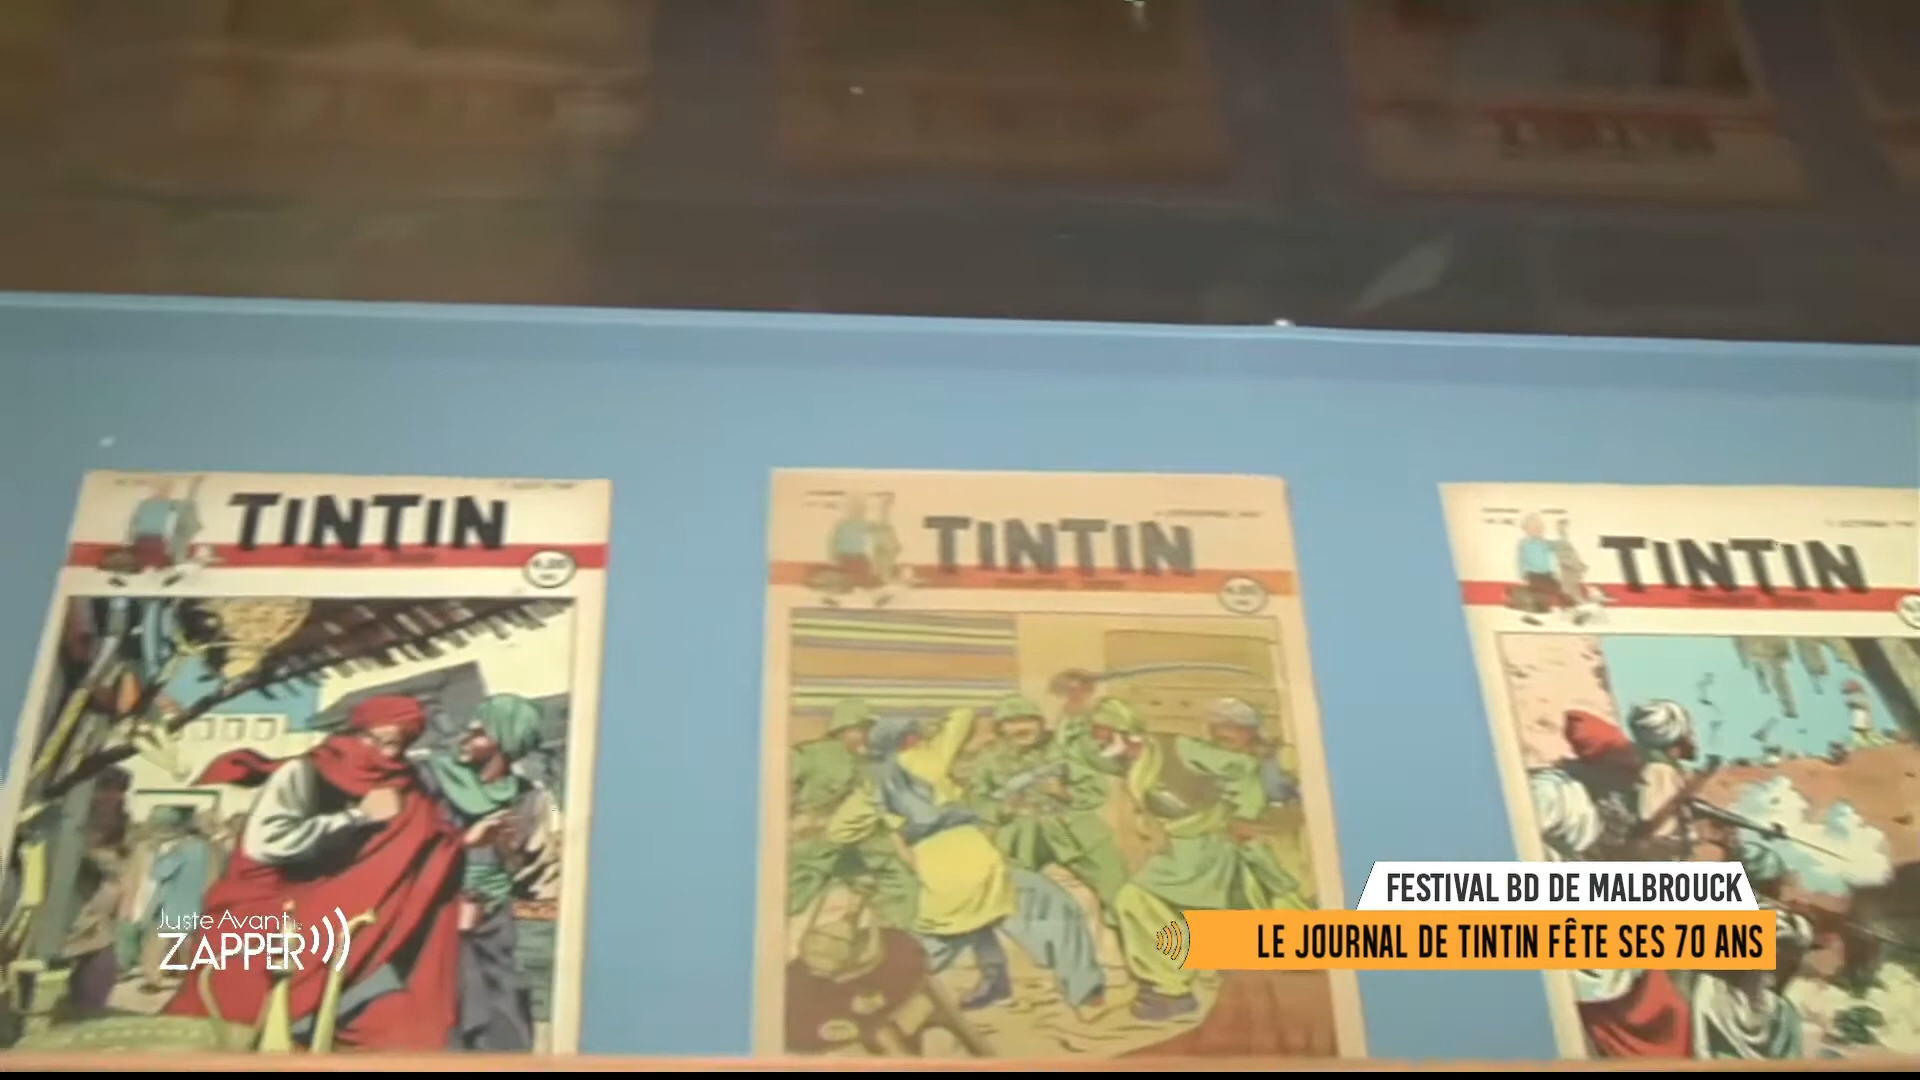 TINTIN
TINTIN
TINTIN
FESTIVAL BD DE MALBROUCK
LE JOURNAL DE TINTIN FÊTE SES 70 ANS
Juste Avant
ZAPPER